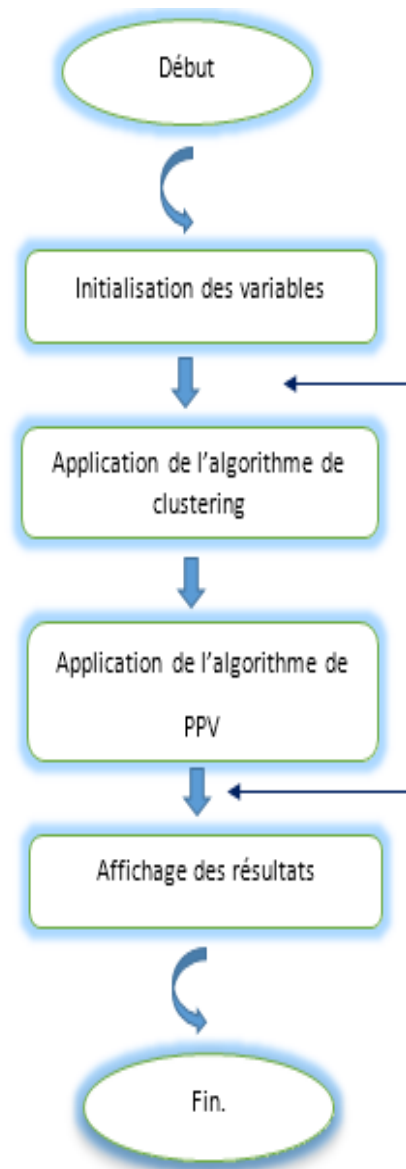 Début
Initialisation des variables
Application de l'algorithme de
clustering
Application de l'algorithme de
PPV
Affichage des résultats
Fin.